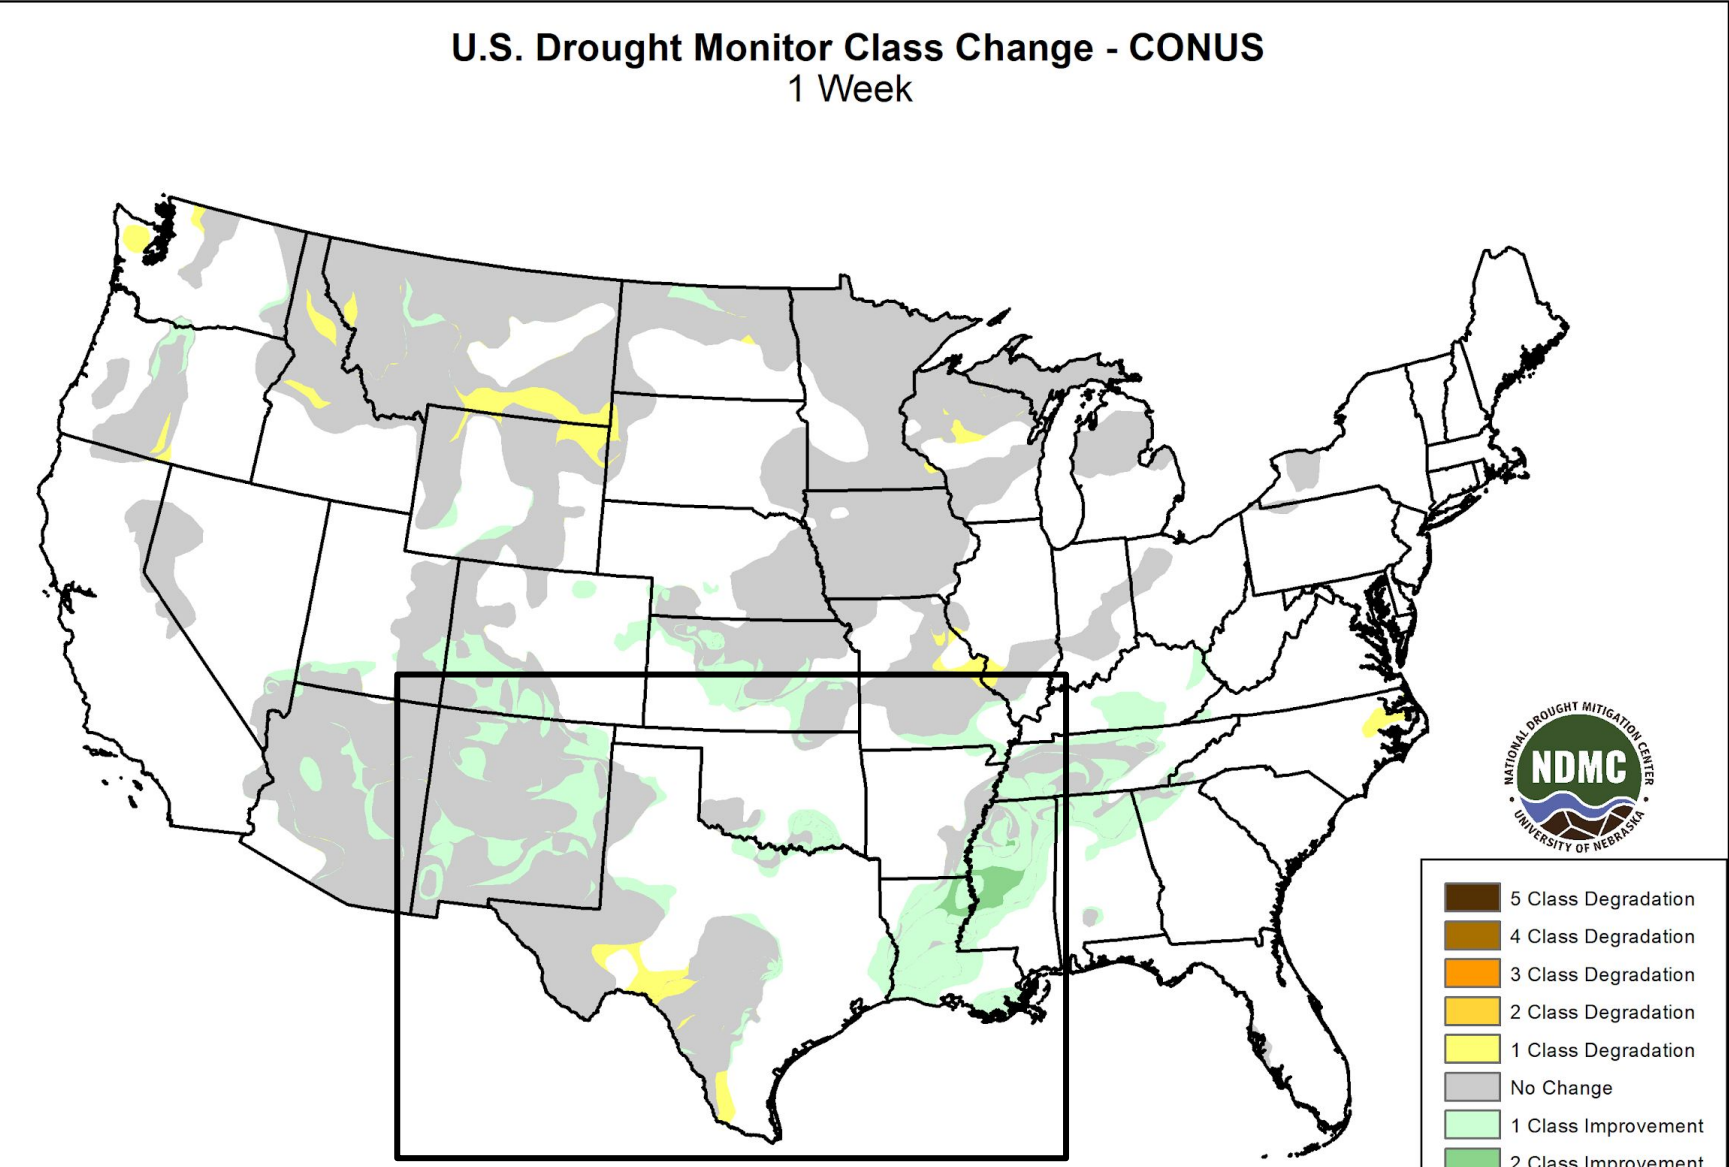 U.S. Drought Monitor Class Change - CONUS
1 Week
NATIONAL DROUGHT MITIGATION CENTER
NDMC
UNIVERSITY OF NEBRASKA
5 Class Degradation
4 Class Degradation
3 Class Degradation
2 Class Degradation
1 Class Degradation
No Change
1 Class Improvement
2 Class Improvement